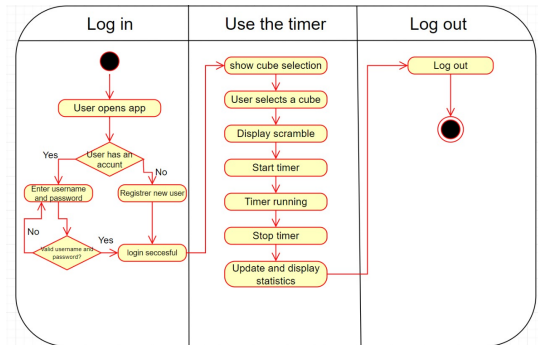 Log in
Use the timer
Log out
User opens app
User has an
accunt
Yes
No
Enter username
and password
Registrer new user
No
Valid username and
password?
Yes
login seccesful
show cube selection
User selects a cube
Display scramble
Start timer
Timer running
Stop timer
Update and display
statistics
Log out